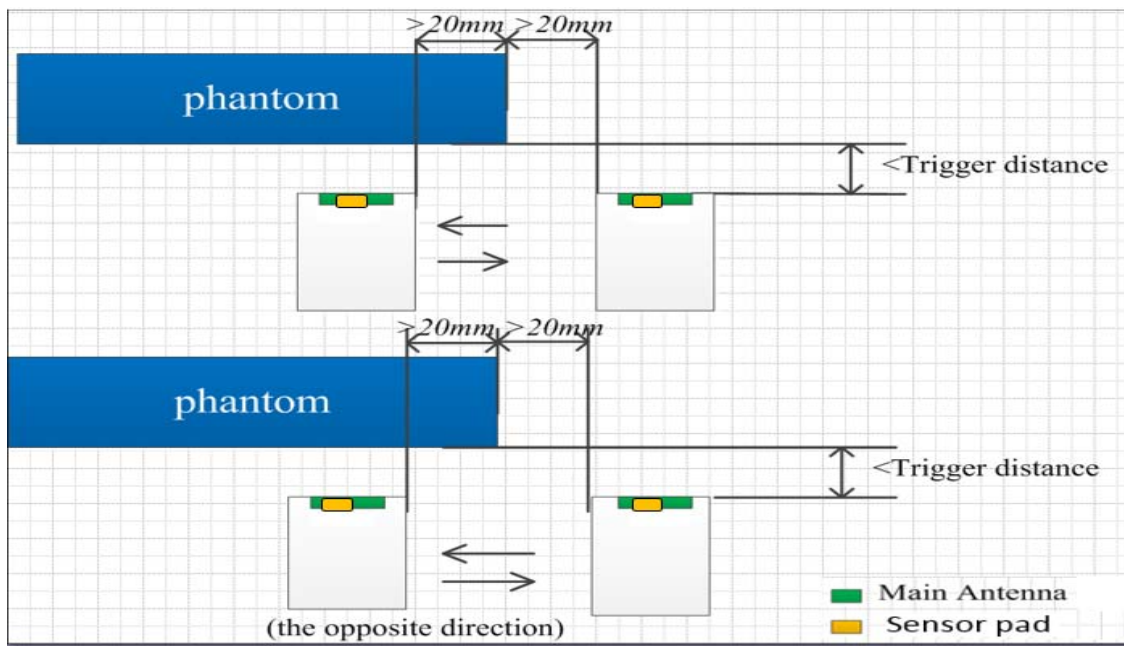 >20mm >20mm
phantom
<Trigger distance
>20mm >20mm
phantom
<Trigger distance
(the opposite direction)
Main Antenna
Sensor pad